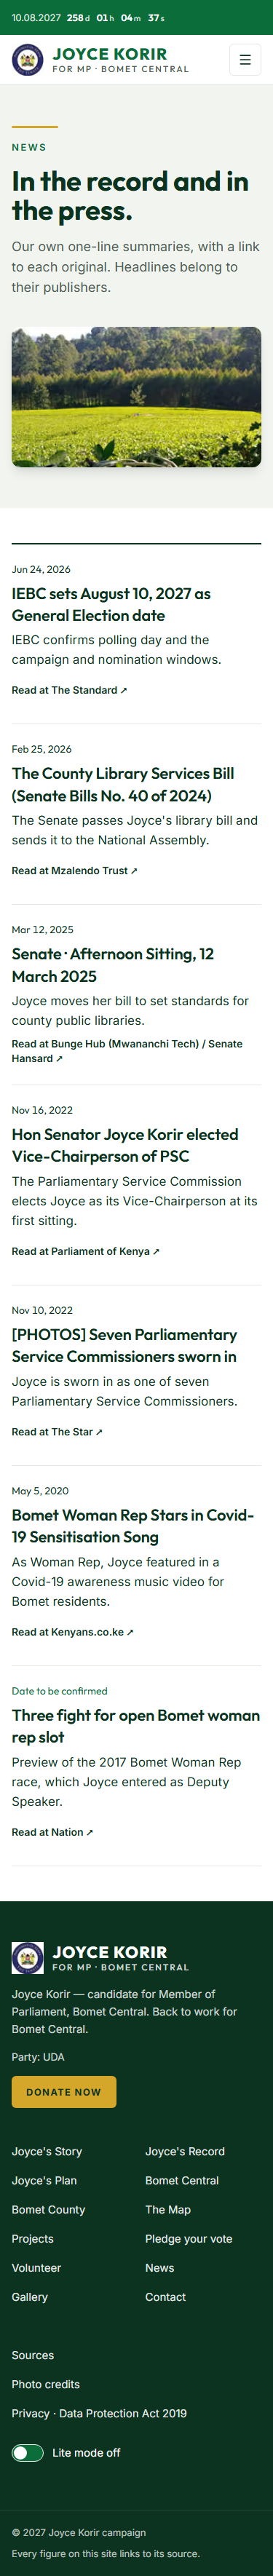 10.08.2027 258 d 01 h 04 m 37 s
JOYCE KORIR
FOR MP · BOMET CENTRAL
NEWS
In the record and in
the press.
Our own one-line summaries, with a link
to each original. Headlines belong to
their publishers.
Jun 24, 2026
IEBC sets August 10, 2027 as
General Election date
IEBC confirms polling day and the
campaign and nomination windows.
Read at The Standard ↗
Feb 25, 2026
The County Library Services Bill
(Senate Bills No. 40 of 2024)
The Senate passes Joyce's library bill and
sends it to the National Assembly.
Read at Mzalendo Trust ↗
Mar 12, 2025
Senate · Afternoon Sitting, 12
March 2025
Joyce moves her bill to set standards for
county public libraries.
Read at Bunge Hub (Mwananchi Tech) / Senate
Hansard ↗
Nov 16, 2022
Hon Senator Joyce Korir elected
Vice-Chairperson of PSC
The Parliamentary Service Commission
elects Joyce as its Vice-Chairperson at its
first sitting.
Read at Parliament of Kenya ↗
Nov 10, 2022
[PHOTOS] Seven Parliamentary
Service Commissioners sworn in
Joyce is sworn in as one of seven
Parliamentary Service Commissioners.
Read at The Star ↗
May 5, 2020
Bomet Woman Rep Stars in Covid-
19 Sensitisation Song
As Woman Rep, Joyce featured in a
Covid-19 awareness music video for
Bomet residents.
Read at Kenyans.co.ke ↗
Date to be confirmed
Three fight for open Bomet woman
rep slot
Preview of the 2017 Bomet Woman Rep
race, which Joyce entered as Deputy
Speaker.
Read at Nation ↗
JOYCE KORIR
FOR MP · BOMET CENTRAL
Joyce Korir — candidate for Member of
Parliament, Bomet Central. Back to work for
Bomet Central.
Party: UDA
DONATE NOW
Joyce's Story Joyce's Record
Joyce's Plan Bomet Central
Bomet County The Map
Projects Pledge your vote
Volunteer News
Gallery Contact
Sources
Photo credits
Privacy · Data Protection Act 2019
Lite mode off
© 2027 Joyce Korir campaign
Every figure on this site links to its source.